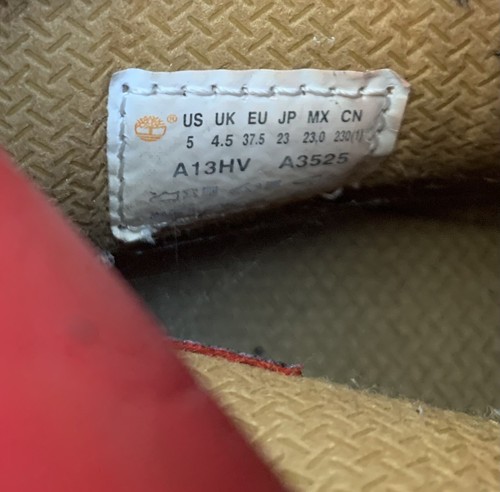 ® US UK EU JP MX CN
5 4.5 37.5 23 23,0 230(1)
A13HV A3525